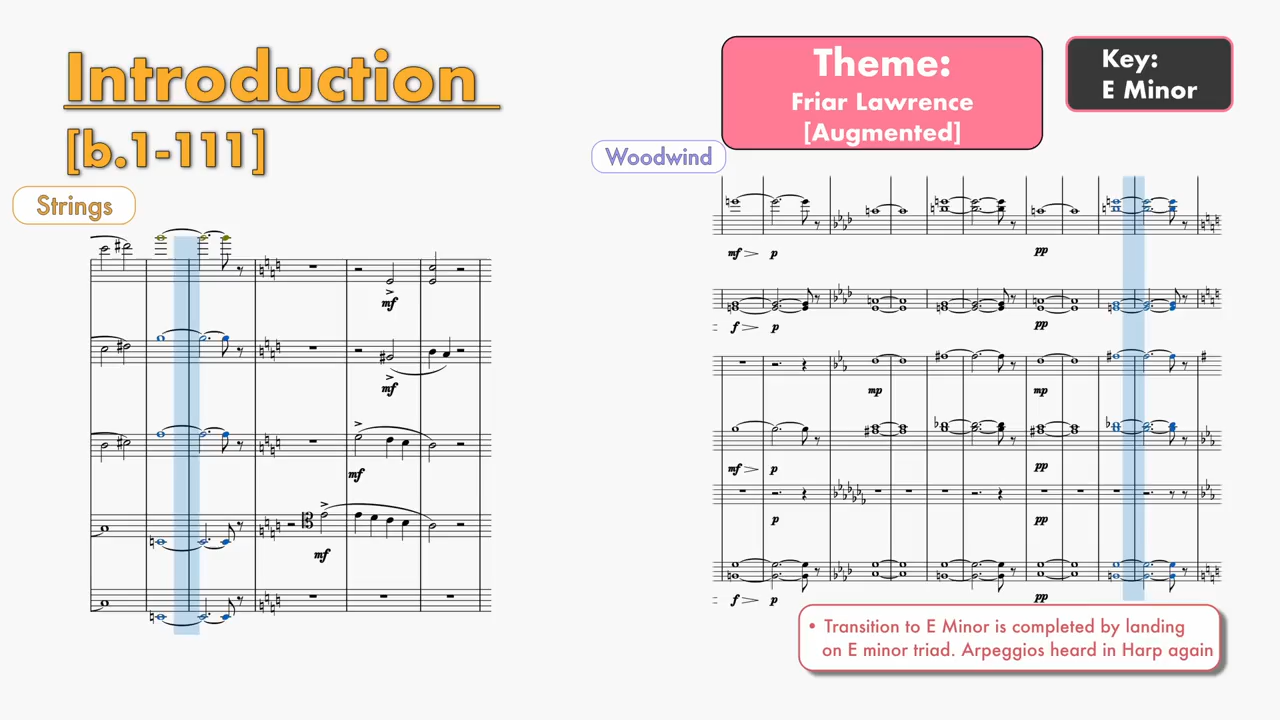 Introduction
[b.1-111]
Strings
Theme:
Friar Lawrence
[Augmented]
Key:
E Minor
Woodwind
mf
mf
mf
mf
mf
p
pp
f
p
pp
mp
mp
mf
p
pp
p
pp
f
p
pp
• Transition to E Minor is completed by landing
on E minor triad. Arpeggios heard in Harp again